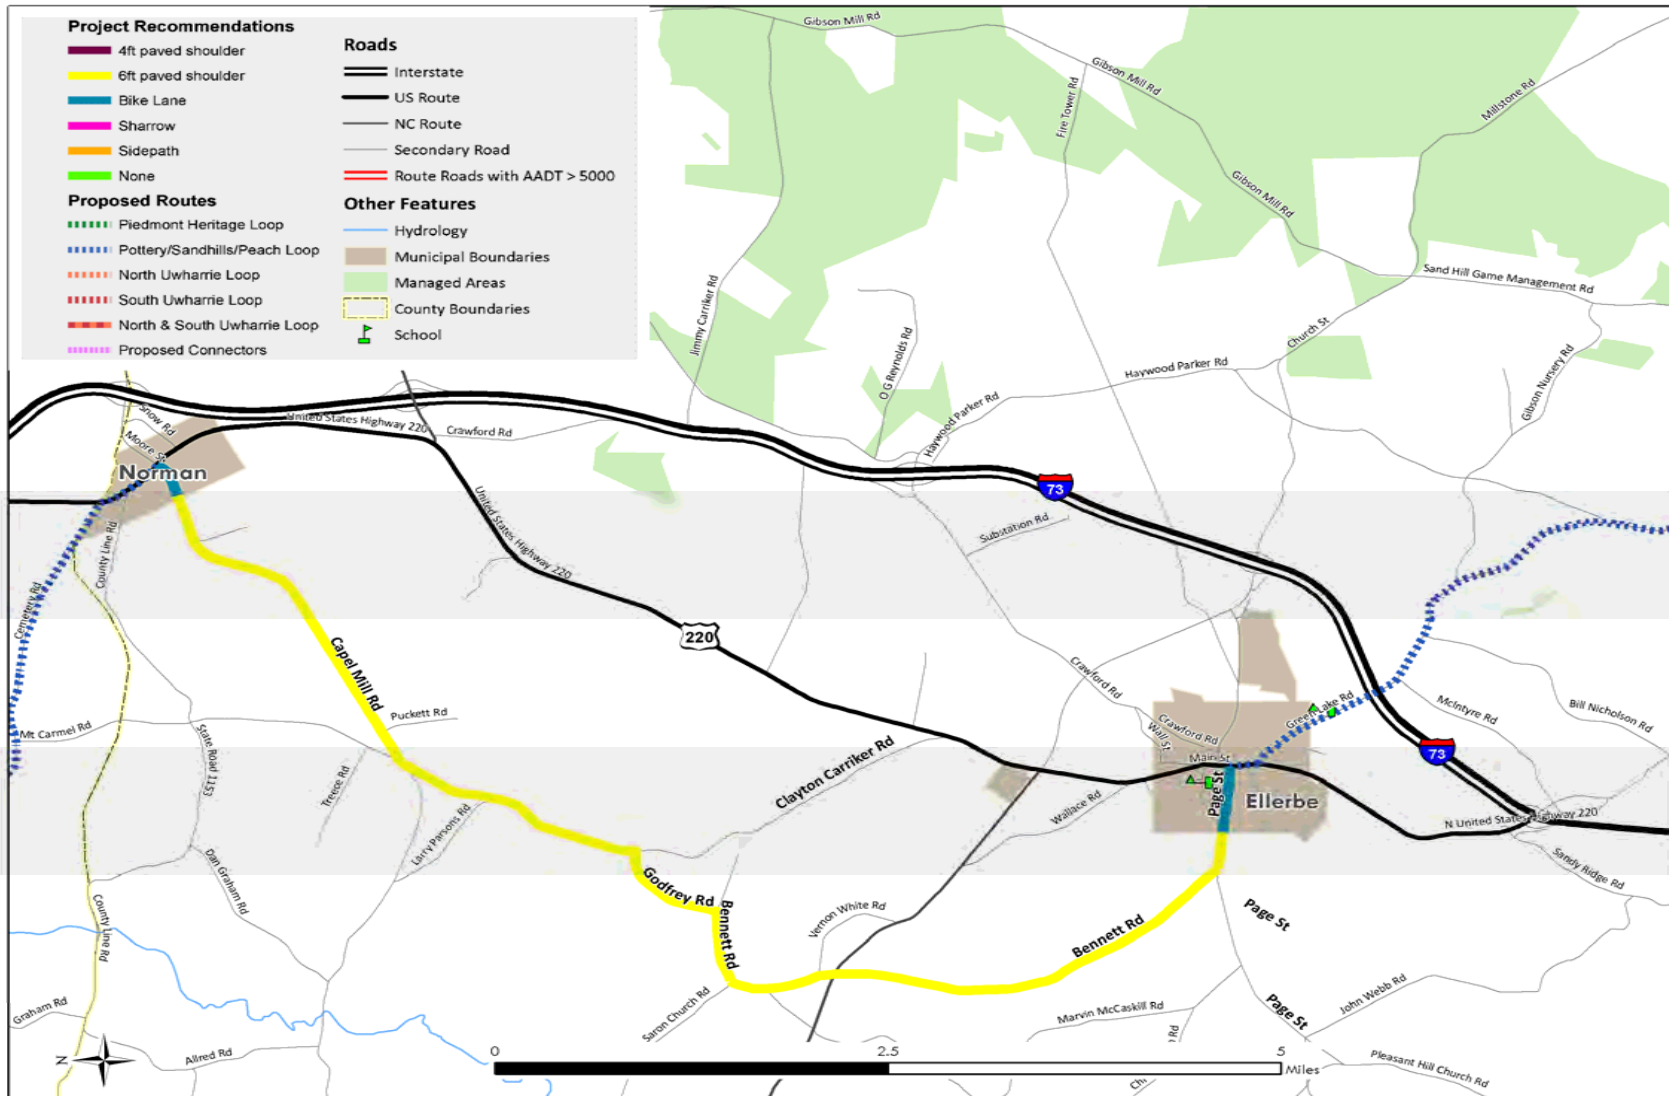 Project Recommendations
4ft paved shoulder
6ft paved shoulder
Bike Lane
Sharrow
Sidepath
None
Proposed Routes
Piedmont Heritage Loop
Pottery/Sandhills/Peach Loop
North Uwharrie Loop
South Uwharrie Loop
North & South Uwharrie Loop
Proposed Connectors
Roads
Interstate
US Route
NC Route
Secondary Road
Route Roads with AADT > 5000
Other Features
Hydrology
Municipal Boundaries
Managed Areas
County Boundaries
School
Gibson Mill Rd
Gibson Mill Rd
Fire Tower Rd
Millstone Rd
Gibson Mill Rd
Sand Hill Game Management Rd
Jimmy Carriker Rd
O G Reynolds Rd
Church St
Haywood Parker Rd
Gibson Nursery Rd
Haywood Parker Rd
Snow Rd
Moore St
United States Highway 220
Crawford Rd
Norman
73
United States Highway 220
Substation Rd
County Line Rd
Cemetery Rd
220
Capel Mill Rd
Crawford Rd
Green Lake Rd
McIntyre Rd
Bill Nicholson Rd
Puckett Rd
Mt Carmel Rd
State Road 1153
Crawford Rd
Wall St
Main St
73
Clayton Carriker Rd
Treece Rd
Page St
Ellerbe
Wallace Rd
N United States Highway 220
Larry Parsons Rd
Sandy Ridge Rd
Dan Graham Rd
Godfrey Rd
Bennett Rd
Vernon White Rd
Bennett Rd
Page St
County Line Rd
Saron Church Rd
Marvin McCaskill Rd
John Webb Rd
Page St
Graham Rd
Rd
Allred Rd
Pleasant Hill Church Rd
N
0
2.5
5
Miles